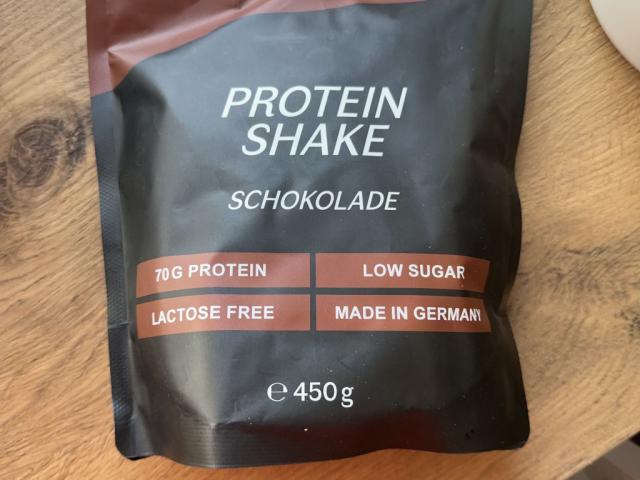 PROTEIN
SHAKE
SCHOKOLADE
70G PROTEIN
LOW SUGAR
LACTOSE FREE
MADE IN GERMANY
℮ 450g